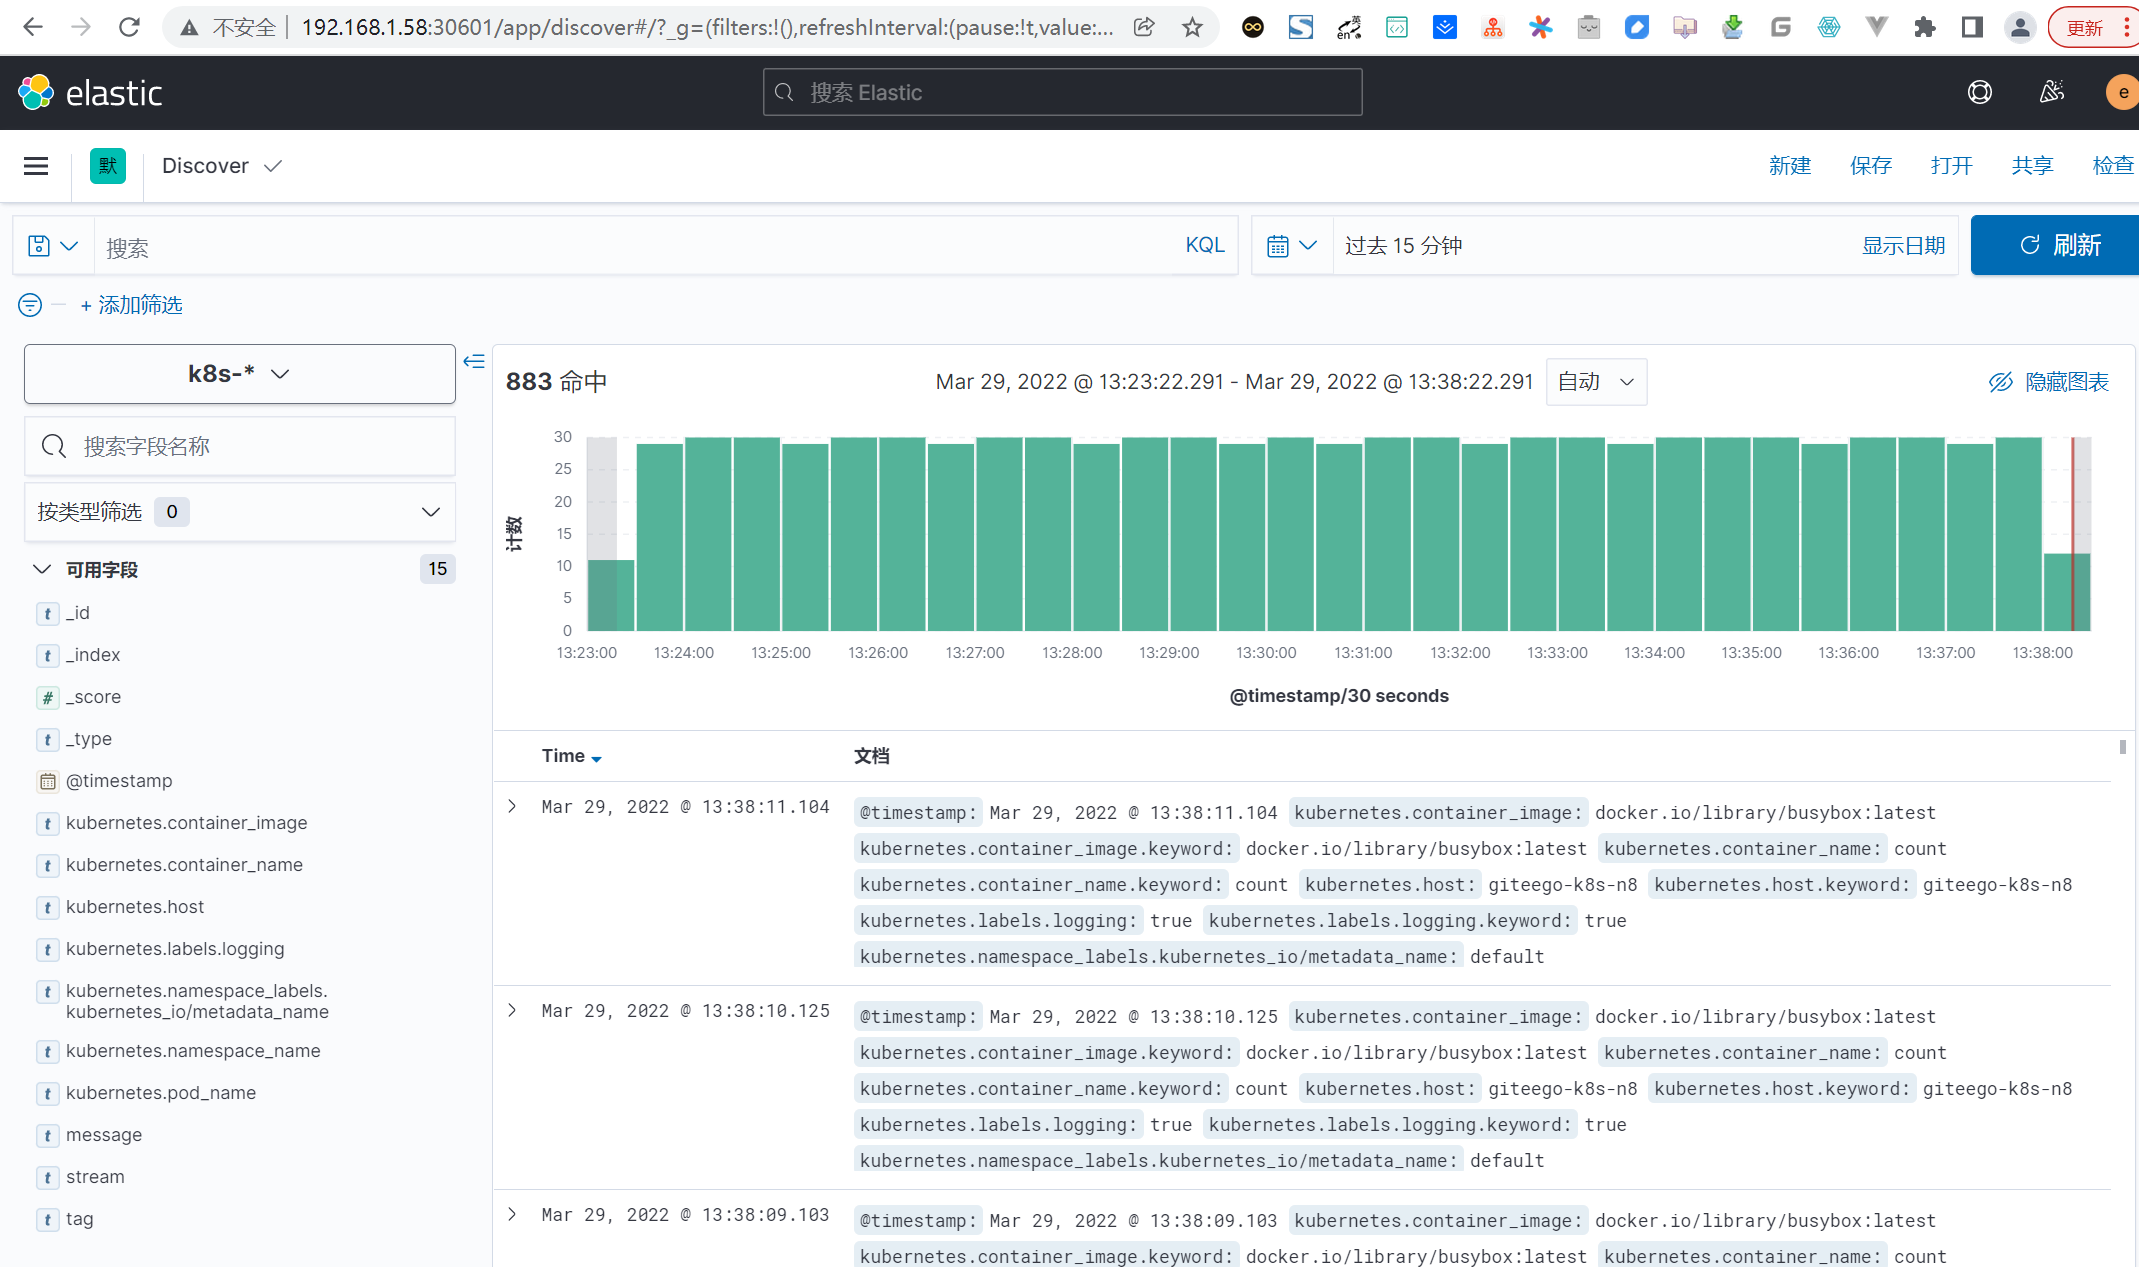 不安全 192.168.1.58:30601/app/discover#/?_g=(filters:!(),refreshInterval:(pause:!t,value:... 更新
elastic 搜索 Elastic e
默 Discover 新建 保存 打开 共享 检查
搜索 KQL 过去 15 分钟 显示日期 刷新
+ 添加筛选
k8s-*
883 命中 Mar 29, 2022 @ 13:23:22.291 - Mar 29, 2022 @ 13:38:22.291 自动 隐藏图表
搜索字段名称
按类型筛选 0
可用字段 15
t _id
t _index
# _score
t _type
@timestamp
t kubernetes.container_image
t kubernetes.container_name
t kubernetes.host
t kubernetes.labels.logging
t kubernetes.namespace_labels.
kubernetes_io/metadata_name
t kubernetes.namespace_name
t kubernetes.pod_name
t message
t stream
t tag
计数
30
25
20
15
10
5
0
13:23:00 13:24:00 13:25:00 13:26:00 13:27:00 13:28:00 13:29:00 13:30:00 13:31:00 13:32:00 13:33:00 13:34:00 13:35:00 13:36:00 13:37:00 13:38:00
@timestamp/30 seconds
Time 文档
Mar 29, 2022 @ 13:38:11.104 @timestamp: Mar 29, 2022 @ 13:38:11.104 kubernetes.container_image: docker.io/library/busybox:latest
kubernetes.container_image.keyword: docker.io/library/busybox:latest kubernetes.container_name: count
kubernetes.container_name.keyword: count kubernetes.host: giteego-k8s-n8 kubernetes.host.keyword: giteego-k8s-n8
kubernetes.labels.logging: true kubernetes.labels.logging.keyword: true
kubernetes.namespace_labels.kubernetes_io/metadata_name: default
Mar 29, 2022 @ 13:38:10.125 @timestamp: Mar 29, 2022 @ 13:38:10.125 kubernetes.container_image: docker.io/library/busybox:latest
kubernetes.container_image.keyword: docker.io/library/busybox:latest kubernetes.container_name: count
kubernetes.container_name.keyword: count kubernetes.host: giteego-k8s-n8 kubernetes.host.keyword: giteego-k8s-n8
kubernetes.labels.logging: true kubernetes.labels.logging.keyword: true
kubernetes.namespace_labels.kubernetes_io/metadata_name: default
Mar 29, 2022 @ 13:38:09.103 @timestamp: Mar 29, 2022 @ 13:38:09.103 kubernetes.container_image: docker.io/library/busybox:latest
kubernetes.container_image.keyword: docker.io/library/busybox:latest kubernetes.container_name: count